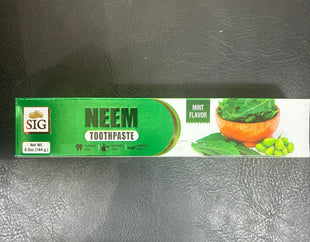 SIG
Net Wt.
6.5oz (184 g.)
NEEM
TOOTHPASTE
MINT
FLAVOR